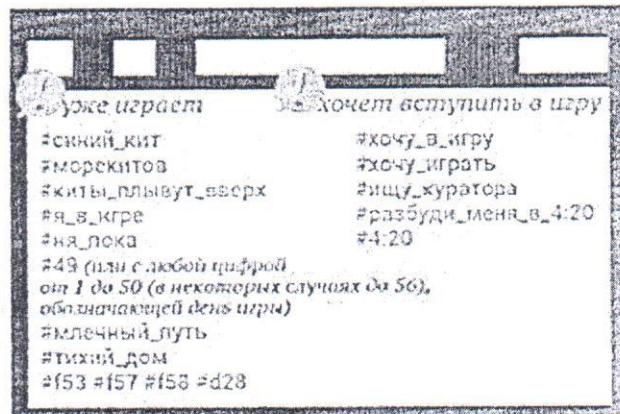 уже играет
хочет вступить в игру
#синий_кит
#морекитов
#киты_плывут_вверх
#я_в_игре
#ня_пока
#49 (или с любой цифрой
от 1 до 50 (в некоторых случаях до 56),
обозначающей день игры)
#млечный_путь
#тихий_дом
#f53 #f57 #f58 #d28
#хочу_в_игру
#хочу_играть
#ищу_куратора
#разбуди_меня_в_4:20
#4:20